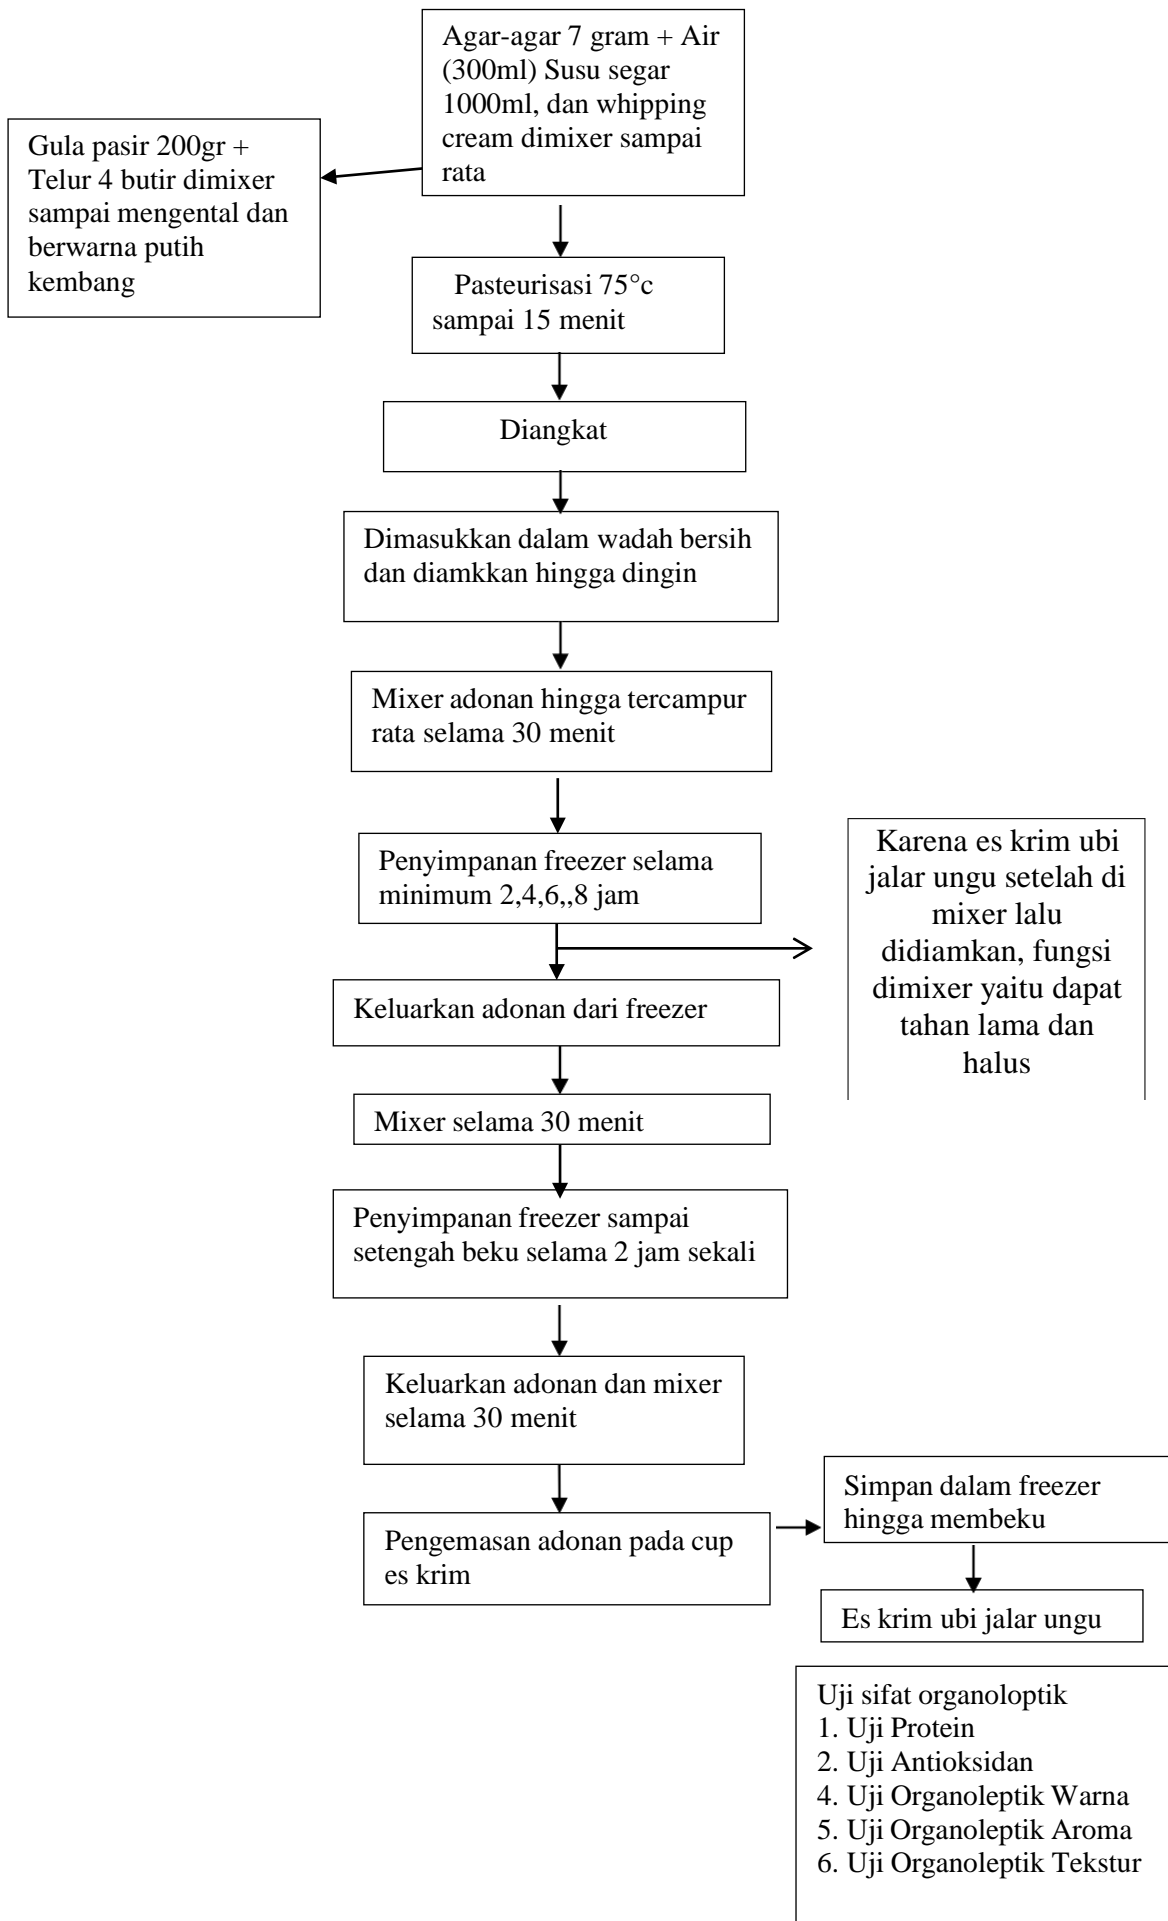 Agar-agar 7 gram + Air
(300ml) Susu segar
1000ml, dan whipping
cream dimixer sampai
rata
Gula pasir 200gr +
Telur 4 butir dimixer
sampai mengental dan
berwarna putih
kembang
Pasteurisasi 75°c
sampai 15 menit
Diangkat
Dimasukkan dalam wadah bersih
dan diamkkan hingga dingin
Mixer adonan hingga tercampur
rata selama 30 menit
Penyimpanan freezer selama
minimum 2,4,6,,8 jam
Karena es krim ubi
jalar ungu setelah di
mixer lalu
didiamkan, fungsi
dimixer yaitu dapat
tahan lama dan
halus
Keluarkan adonan dari freezer
Mixer selama 30 menit
Penyimpanan freezer sampai
setengah beku selama 2 jam sekali
Keluarkan adonan dan mixer
selama 30 menit
Pengemasan adonan pada cup
es krim
Simpan dalam freezer
hingga membeku
Es krim ubi jalar ungu
Uji sifat organoloptik
1. Uji Protein
2. Uji Antioksidan
4. Uji Organoleptik Warna
5. Uji Organoleptik Aroma
6. Uji Organoleptik Tekstur